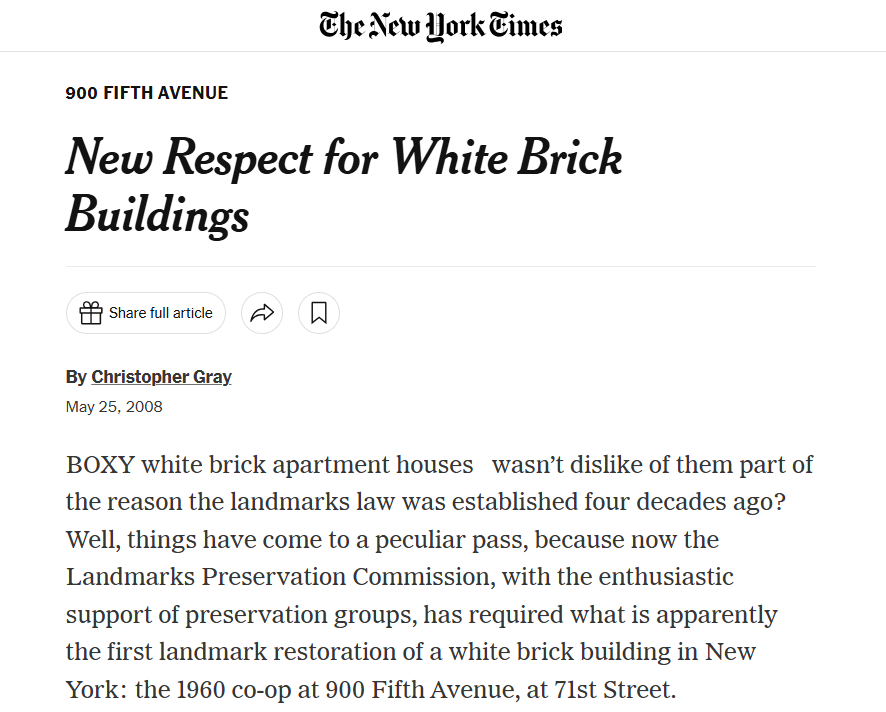 The New York Times
900 FIFTH AVENUE
New Respect for White Brick
Buildings
Share full article
By Christopher Gray
May 25, 2008
BOXY white brick apartment houses   wasn’t dislike of them part of
the reason the landmarks law was established four decades ago?
Well, things have come to a peculiar pass, because now the
Landmarks Preservation Commission, with the enthusiastic
support of preservation groups, has required what is apparently
the first landmark restoration of a white brick building in New
York: the 1960 co-op at 900 Fifth Avenue, at 71st Street.